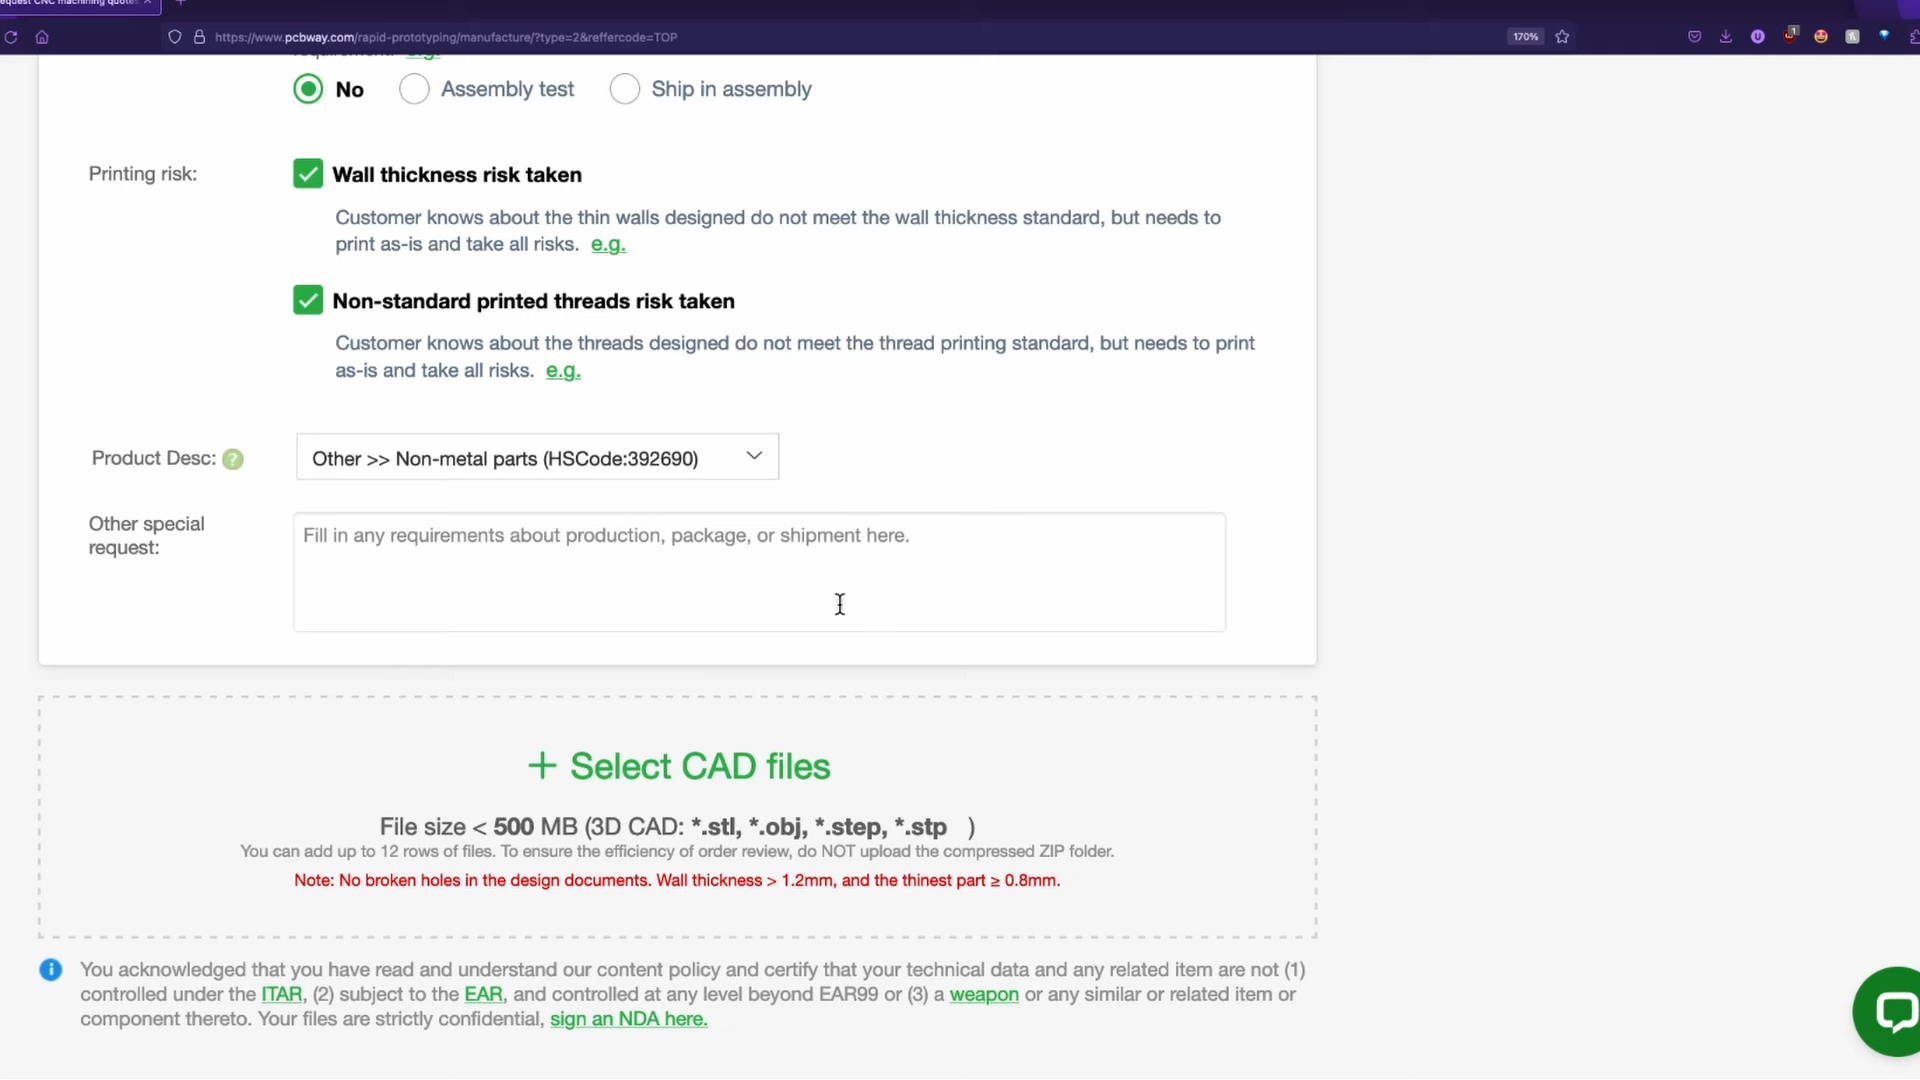 equest CNC machining quotes
https://www.pcbway.com/rapid-prototyping/manufacture/?type=2&reffercode=TOP
170%
1
e.g.
No
Assembly test
Ship in assembly
Printing risk:
Wall thickness risk taken
Customer knows about the thin walls designed do not meet the wall thickness standard, but needs to
print as-is and take all risks. e.g.
Non-standard printed threads risk taken
Customer knows about the threads designed do not meet the thread printing standard, but needs to print
as-is and take all risks. e.g.
Product Desc: ?
Other >> Non-metal parts (HSCode:392690)
Other special
request:
Fill in any requirements about production, package, or shipment here.
+ Select CAD files
File size < 500 MB (3D CAD: *.stl, *.obj, *.step, *.stp )
You can add up to 12 rows of files. To ensure the efficiency of order review, do NOT upload the compressed ZIP folder.
Note: No broken holes in the design documents. Wall thickness > 1.2mm, and the thinest part ≥ 0.8mm.
You acknowledged that you have read and understand our content policy and certify that your technical data and any related item are not (1)
controlled under the ITAR, (2) subject to the EAR, and controlled at any level beyond EAR99 or (3) a weapon or any similar or related item or
component thereto. Your files are strictly confidential, sign an NDA here.